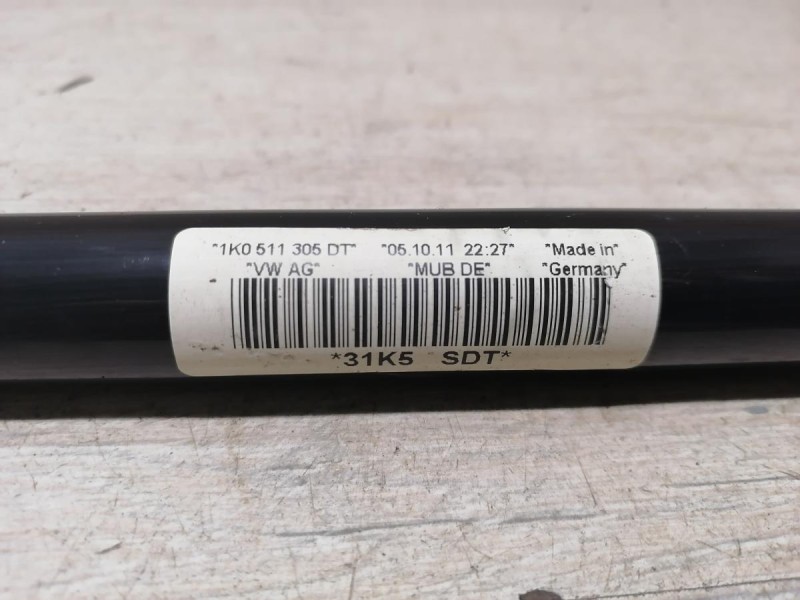 "1K0 511 305 DT" "05.10.11 22:27" "Made in"
"VW AG" "MUB DE" "Germany"
*31K5 SDT*